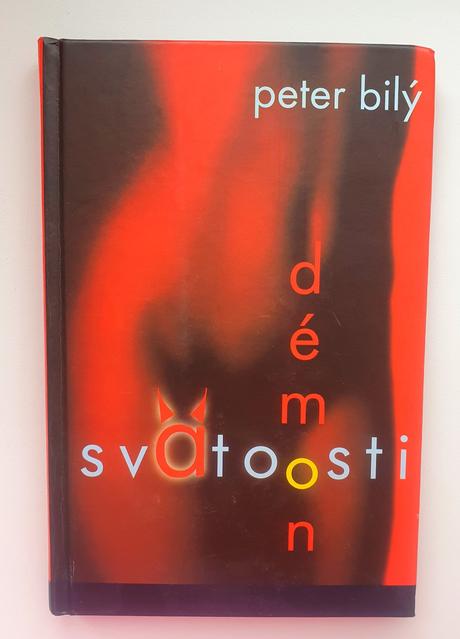 peter bilý
démon
svätosti